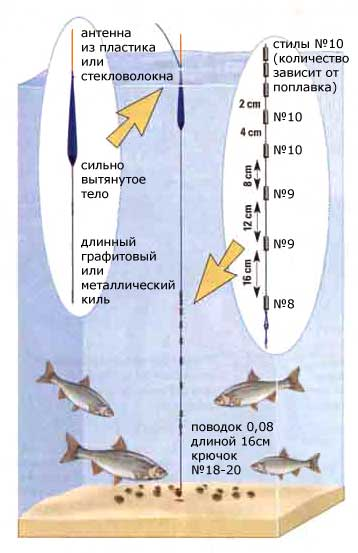 антенна
из пластика
или
стекловолокна
сильно
вытянутое
тело
длинный
графитовый
или
металлический
киль
стилы №10
(количество
зависит от
поплавка)
2 cm
№10
4 cm
№10
8 cm
№9
12 cm
№9
16 cm
№8
поводок 0,08
длиной 16см
крючок
№18-20